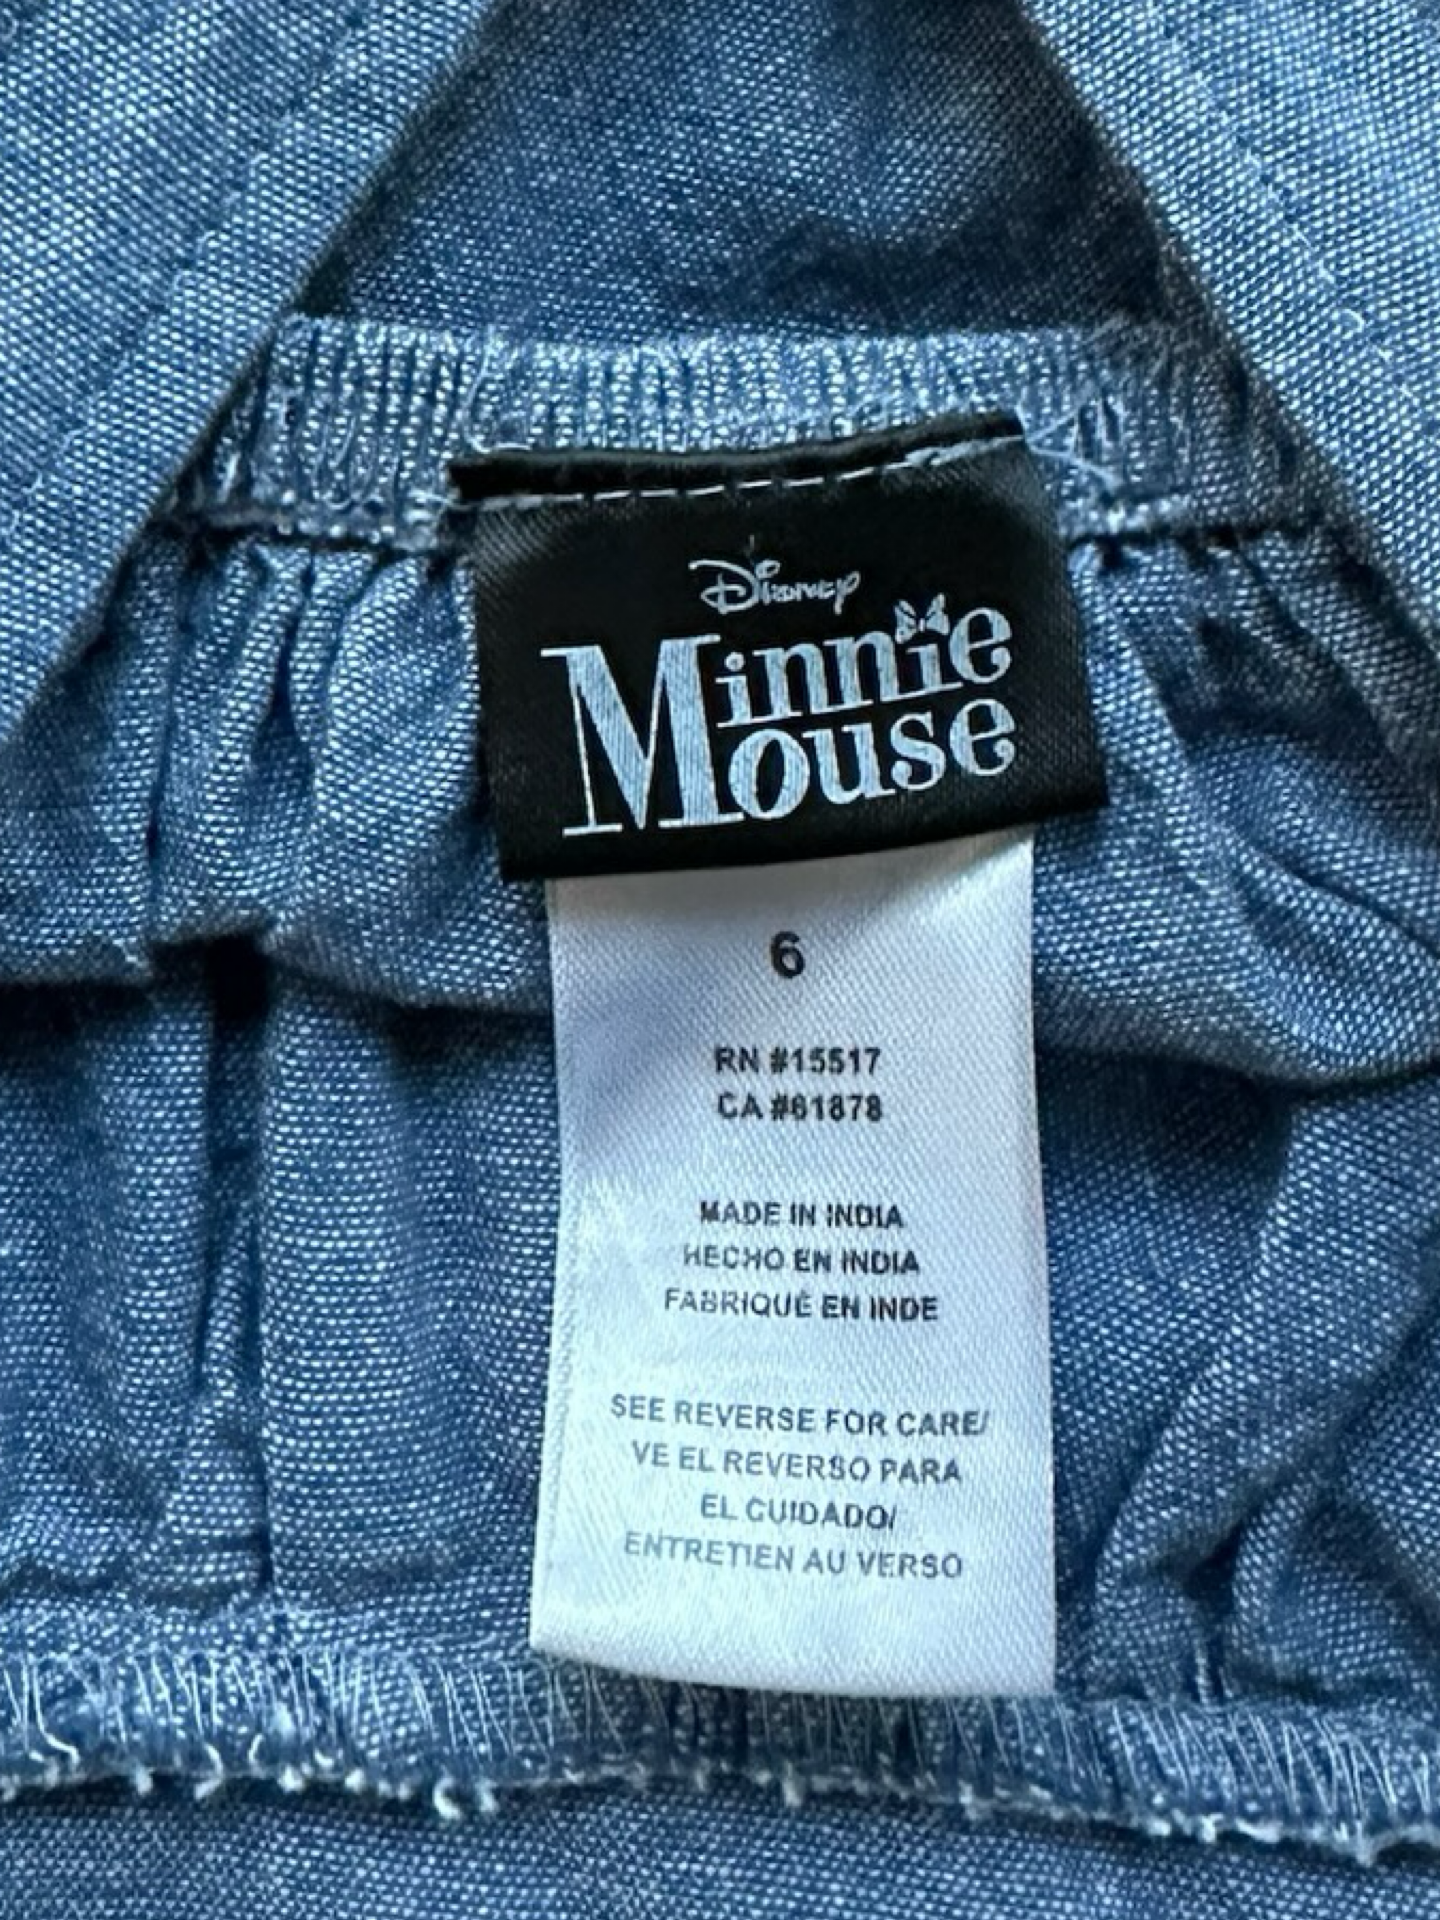 Disney
Minnie
Mouse
6
RN #15517
CA #61878
MADE IN INDIA
HECHO EN INDIA
FABRIQUÉ EN INDE
SEE REVERSE FOR CARE/
VE EL REVERSO PARA
EL CUIDADO/
ENTRETIEN AU VERSO